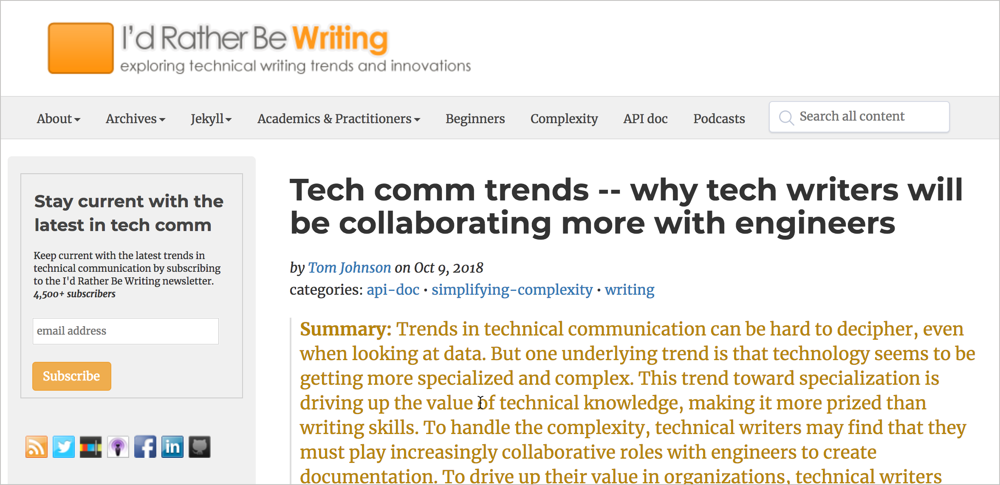 I'd Rather Be Writing
exploring technical writing trends and innovations
About
Archives
Jekyll
Academics & Practitioners
Beginners
Complexity
API doc
Podcasts
Search all content
Stay current with the
latest in tech comm
Keep current with the latest trends in
technical communication by subscribing
to the I'd Rather Be Writing newsletter.
4,500+ subscribers
email address
Subscribe
in
Tech comm trends -- why tech writers will
be collaborating more with engineers
by Tom Johnson on Oct 9, 2018
categories: api-doc • simplifying-complexity • writing
Summary: Trends in technical communication can be hard to decipher, even
when looking at data. But one underlying trend is that technology seems to be
getting more specialized and complex. This trend toward specialization is
driving up the value of technical knowledge, making it more prized than
writing skills. To handle the complexity, technical writers may find that they
must play increasingly collaborative roles with engineers to create
documentation. To drive up their value in organizations, technical writers